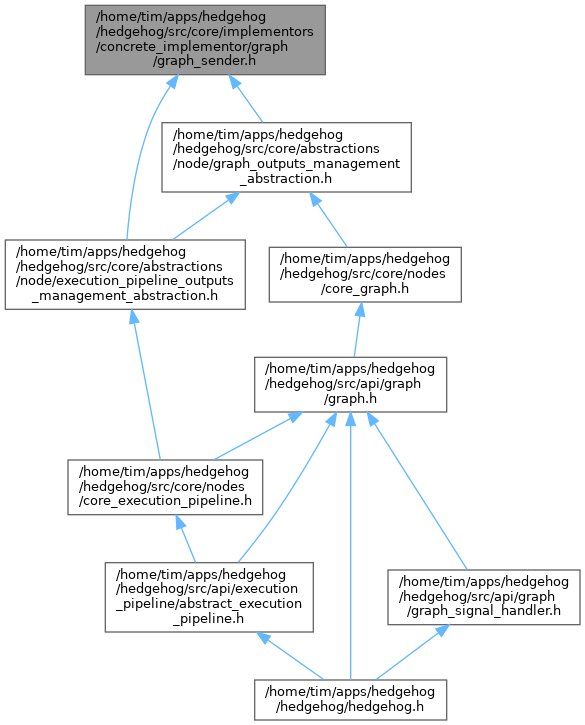 /home/tim/apps/hedgehog
/hedgehog/src/core/implementors
/concrete_implementor/graph
/graph_sender.h
/home/tim/apps/hedgehog
/hedgehog/src/core/abstractions
/node/graph_outputs_management
_abstraction.h
/home/tim/apps/hedgehog
/hedgehog/src/core/abstractions
/node/execution_pipeline_outputs
_management_abstraction.h
/home/tim/apps/hedgehog
/hedgehog/src/core/nodes
/core_graph.h
/home/tim/apps/hedgehog
/hedgehog/src/api/graph
/graph.h
/home/tim/apps/hedgehog
/hedgehog/src/core/nodes
/core_execution_pipeline.h
/home/tim/apps/hedgehog
/hedgehog/src/api/execution
_pipeline/abstract_execution
_pipeline.h
/home/tim/apps/hedgehog
/hedgehog/src/api/graph
/graph_signal_handler.h
/home/tim/apps/hedgehog
/hedgehog/hedgehog.h